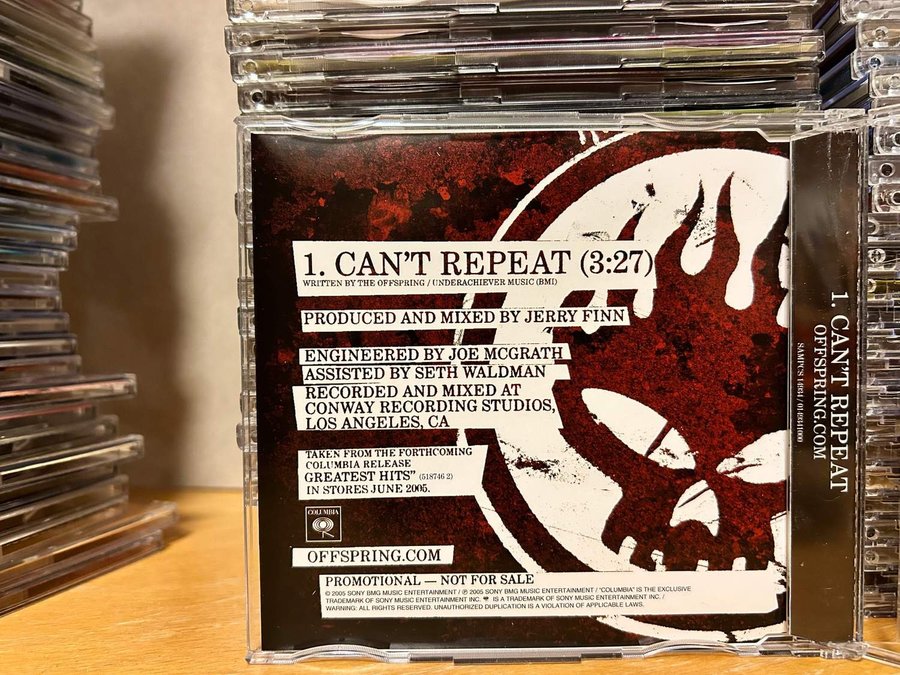 1. CAN'T REPEAT (3:27)
WRITTEN BY THE OFFSPRING / UNDERACHIEVER MUSIC (BMI)
PRODUCED AND MIXED BY JERRY FINN
ENGINEERED BY JOE MCGRATH
ASSISTED BY SETH WALDMAN
RECORDED AND MIXED AT
CONWAY RECORDING STUDIOS,
LOS ANGELES, CA
TAKEN FROM THE FORTHCOMING
COLUMBIA RELEASE
GREATEST HITS" (518746 2)
IN STORES JUNE 2005.
COLUMBIA
OFFSPRING.COM
PROMOTIONAL — NOT FOR SALE
© 2005 SONY BMG MUSIC ENTERTAINMENT / ℗ 2005 SONY BMG MUSIC ENTERTAINMENT / "COLUMBIA" IS THE EXCLUSIVE
TRADEMARK OF SONY MUSIC ENTERTAINMENT INC. IS A TRADEMARK OF SONY MUSIC ENTERTAINMENT INC. /
WARNING: ALL RIGHTS RESERVED. UNAUTHORIZED DUPLICATION IS A VIOLATION OF APPLICABLE LAWS.
1. CAN'T REPEAT
OFFSPRING.COM
SAMPCS 14934 / 0149341000